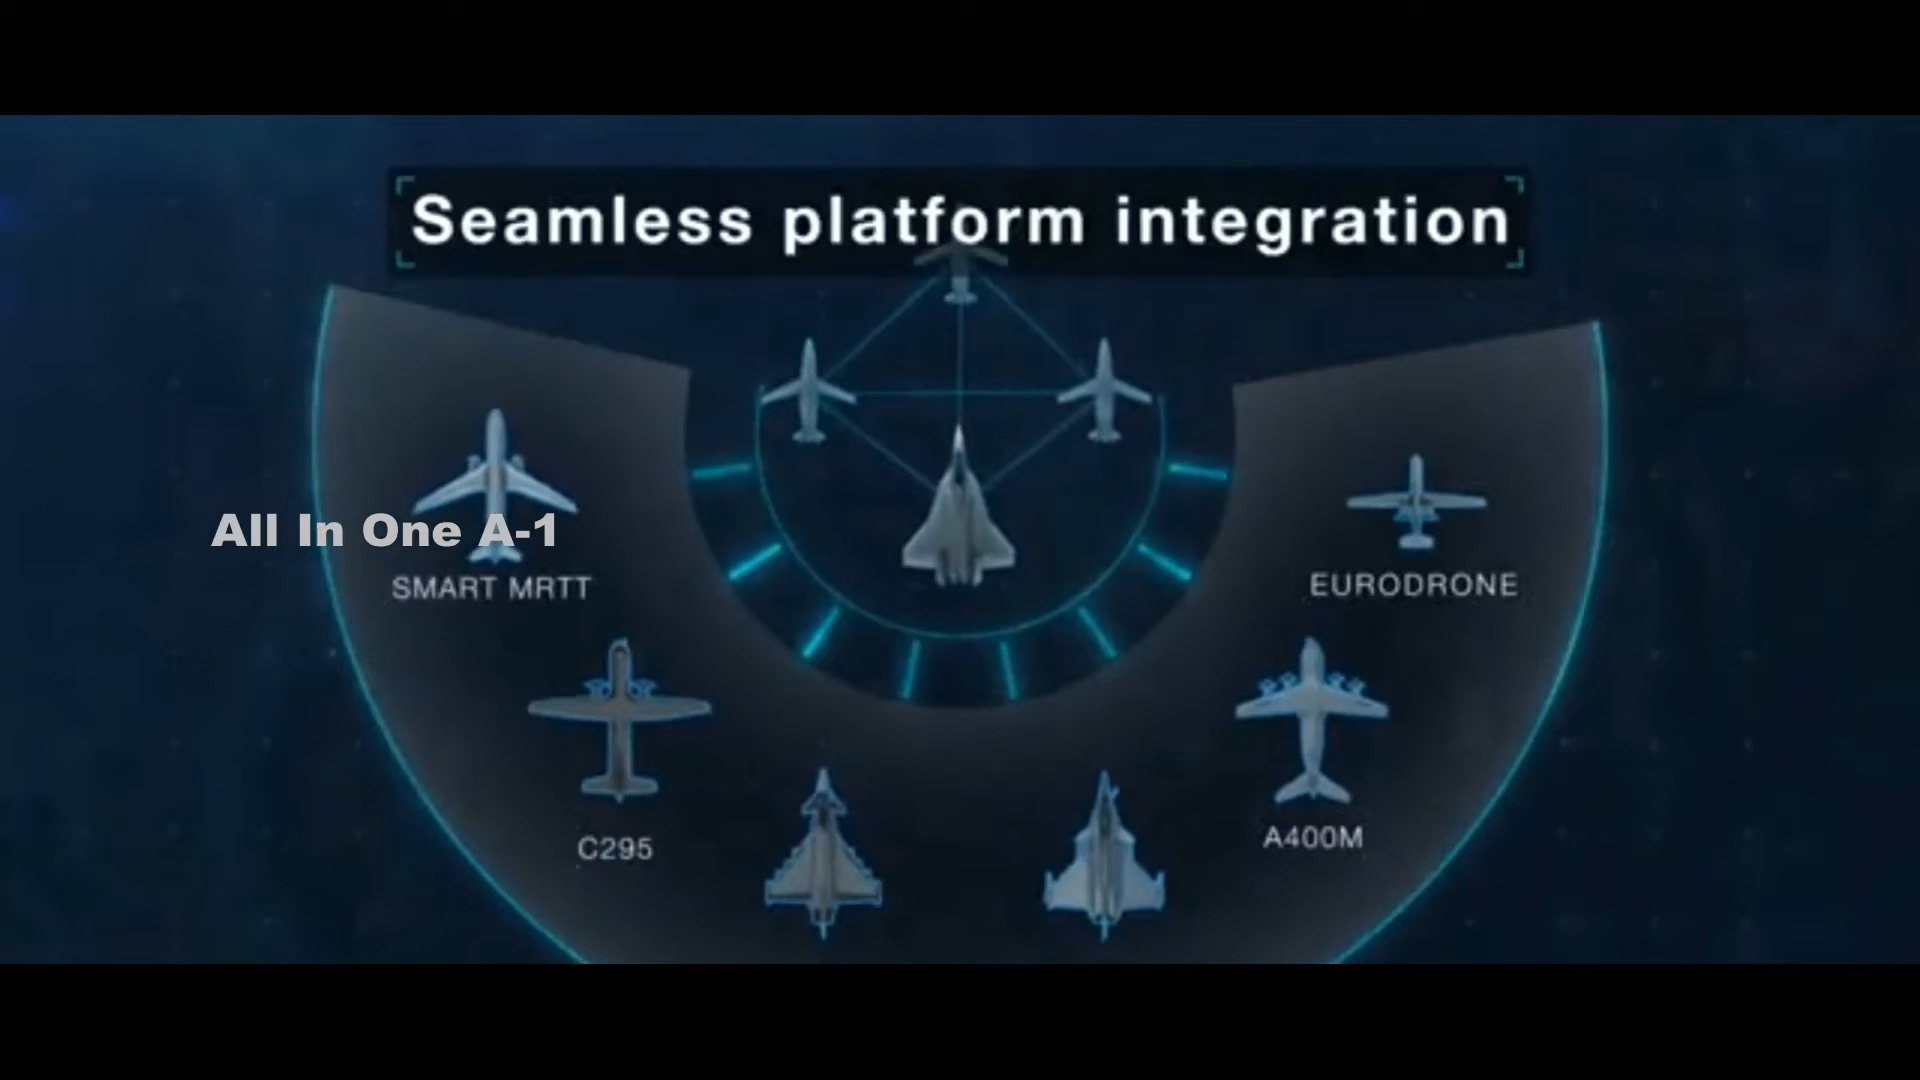 Seamless platform integration
All In One A-1
SMART MRTT
EURODRONE
C295
A400M